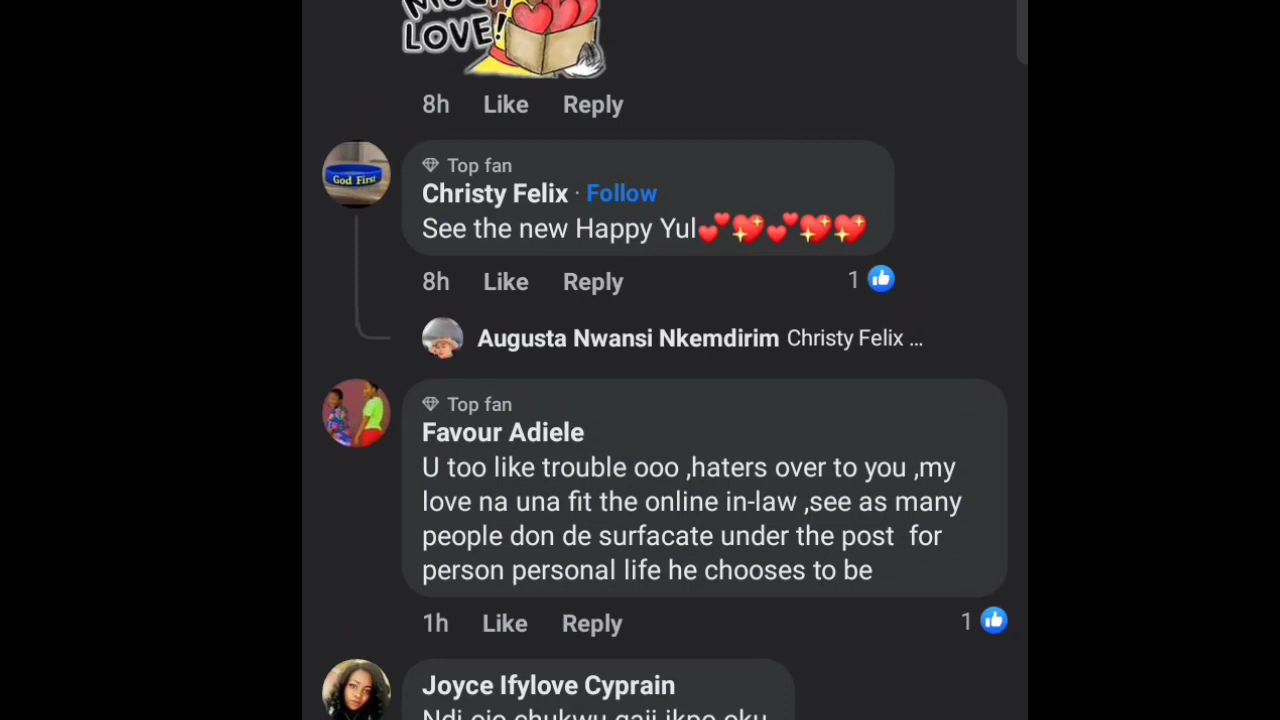 LOVE!
8h Like Reply
God First
Top fan
Christy Felix · Follow
See the new Happy Yul💕💖💕💖💖
8h Like Reply 1
Augusta Nwansi Nkemdirim Christy Felix ...
Top fan
Favour Adiele
U too like trouble ooo ,haters over to you ,my
love na una fit the online in-law ,see as many
people don de surfacate under the post for
person personal life he chooses to be
1h Like Reply 1
Joyce Ifylove Cyprain